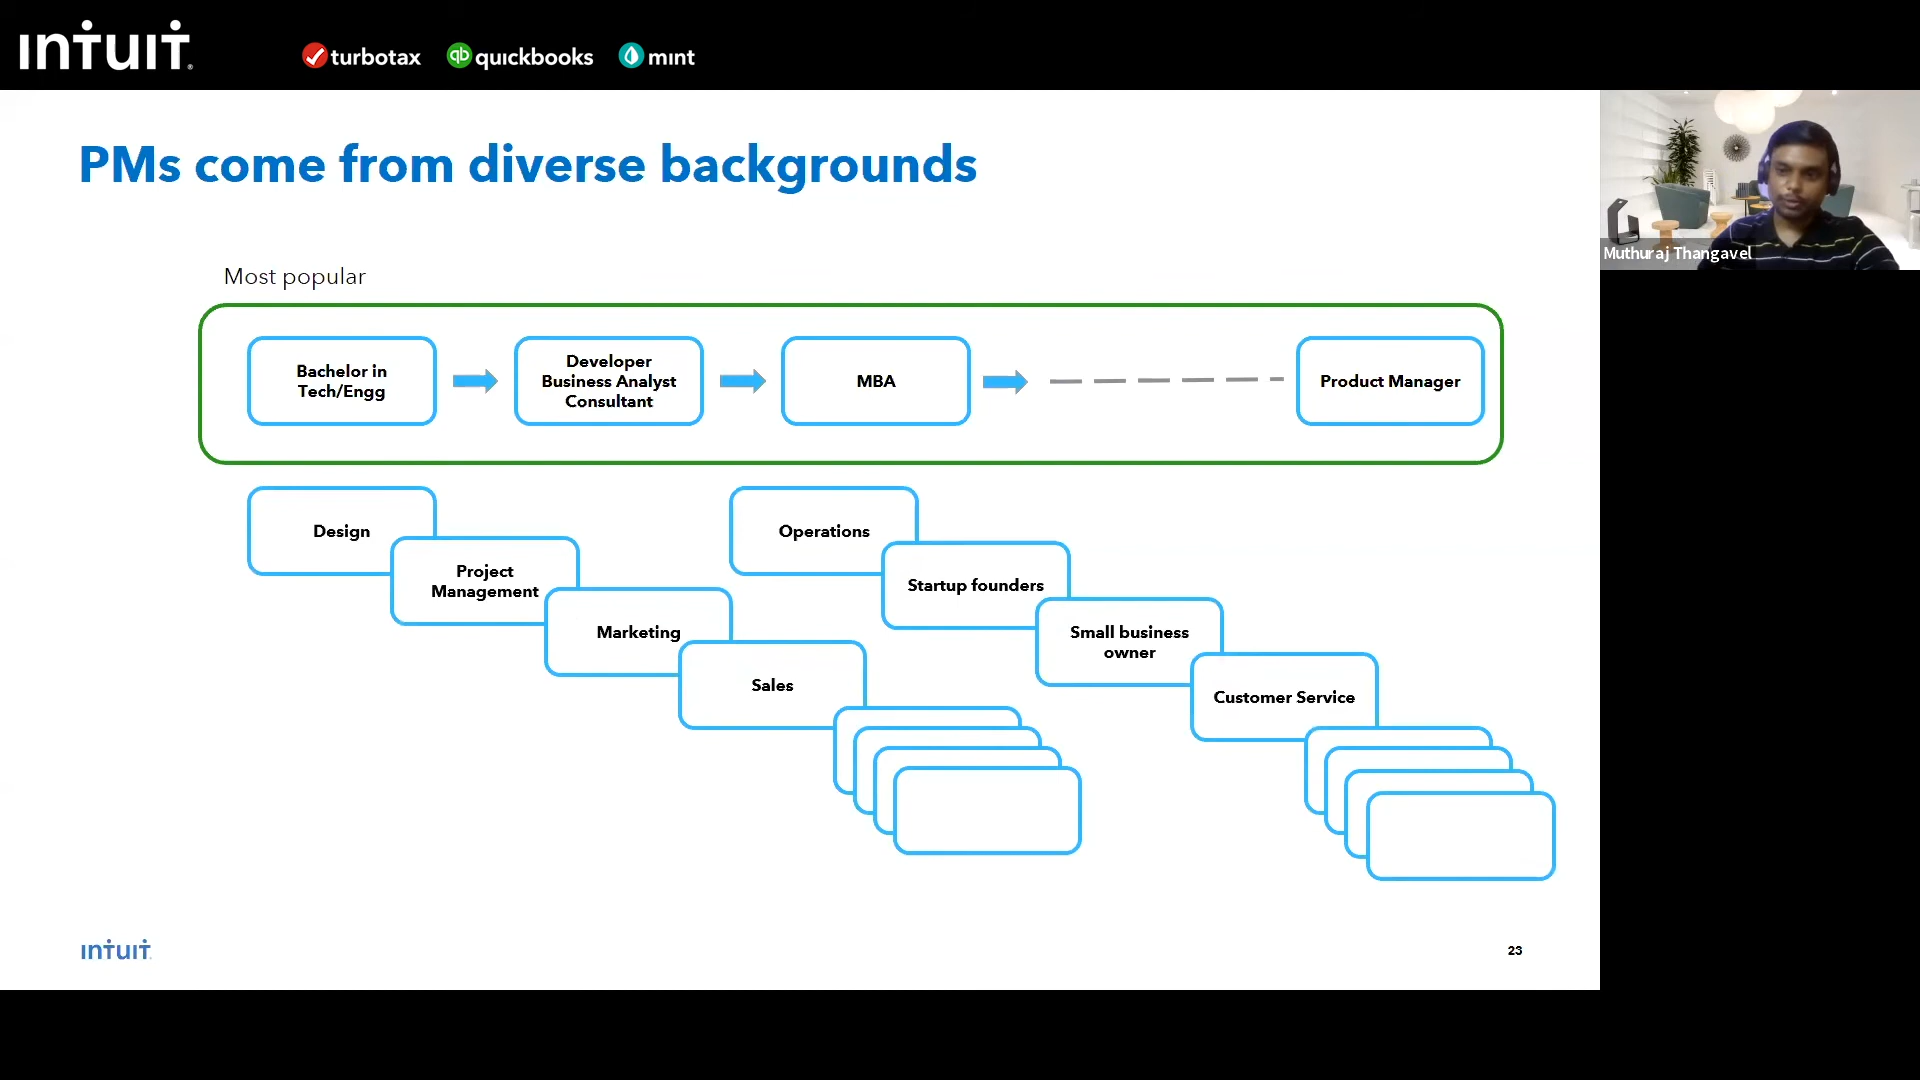 intuit
turbotax qb quickbooks mint
PMs come from diverse backgrounds
Muthuraj Thangavel
Most popular
Bachelor in
Tech/Engg
Developer
Business Analyst
Consultant
MBA
Product Manager
Design
Project
Management
Marketing
Sales
Operations
Startup founders
Small business
owner
Customer Service
intuit
23